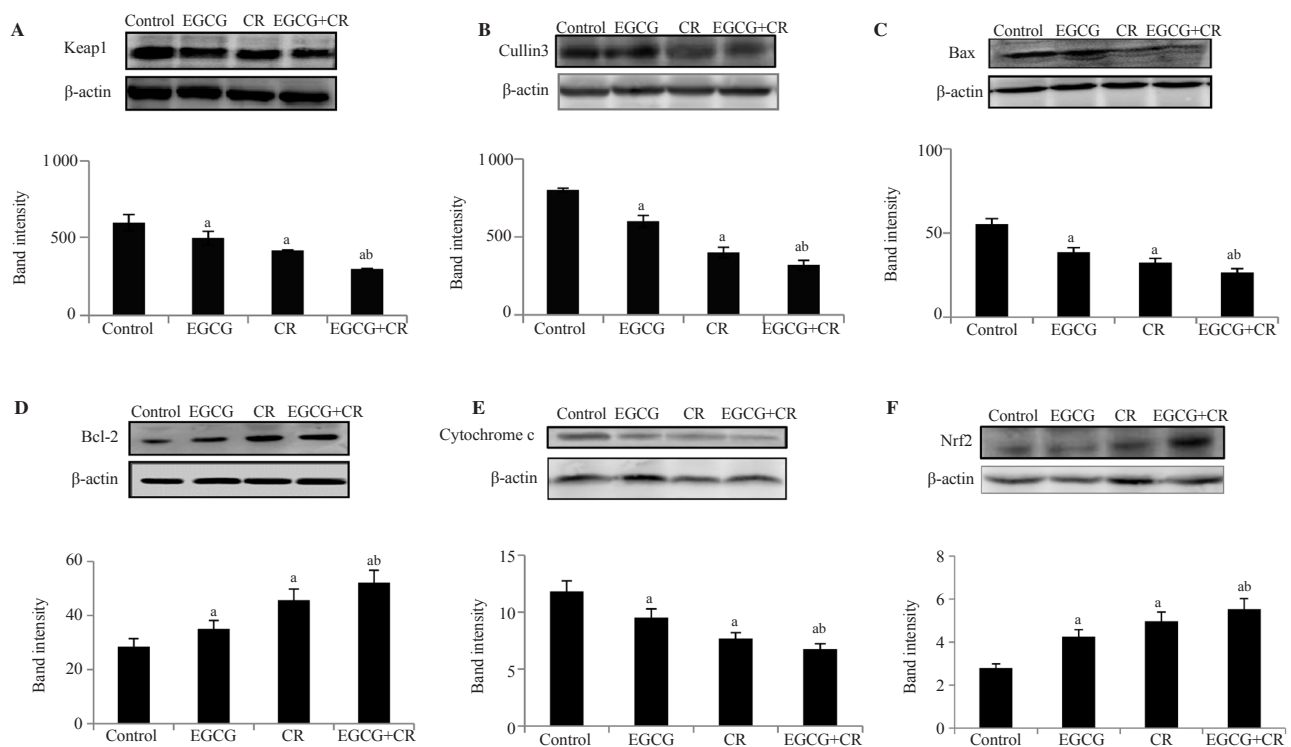 A
Control EGCG CR EGCG+CR
Keap1
β-actin
Band intensity
1 000
500
0
a
a
ab
Control EGCG CR EGCG+CR
B
Control EGCG CR EGCG+CR
Cullin3
β-actin
Band intensity
1 000
500
0
a
a
ab
Control EGCG CR EGCG+CR
C
Control EGCG CR EGCG+CR
Bax
β-actin
Band intensity
100
50
0
a
a
ab
Control EGCG CR EGCG+CR
D
Control EGCG CR EGCG+CR
Bcl-2
β-actin
Band intensity
60
40
20
0
a
a
ab
Control EGCG CR EGCG+CR
E
Control EGCG CR EGCG+CR
Cytochrome c
β-actin
Band intensity
15
10
5
0
a
a
ab
Control EGCG CR EGCG+CR
F
Control EGCG CR EGCG+CR
Nrf2
β-actin
Band intensity
8
6
4
2
0
a
a
ab
Control EGCG CR EGCG+CR